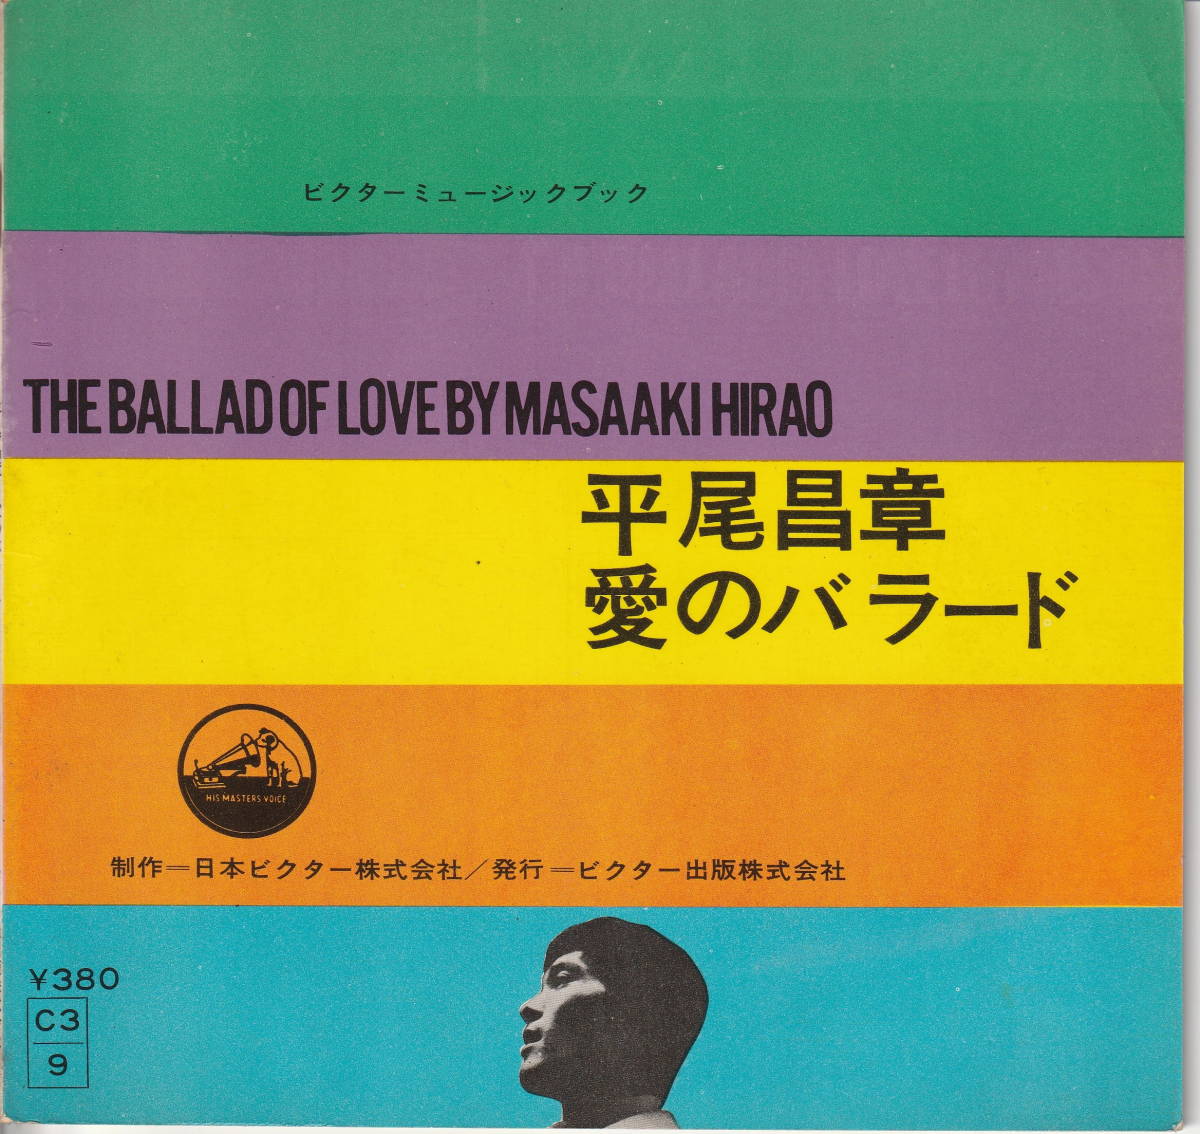 ビクターミュージックブック
THE BALLAD OF LOVE BY MASAAKI HIRAO
平尾昌章
愛のバラード
HIS MASTERS VOICE
制作＝日本ビクター株式会社／発行＝ビクター出版株式会社
¥380
C3
9